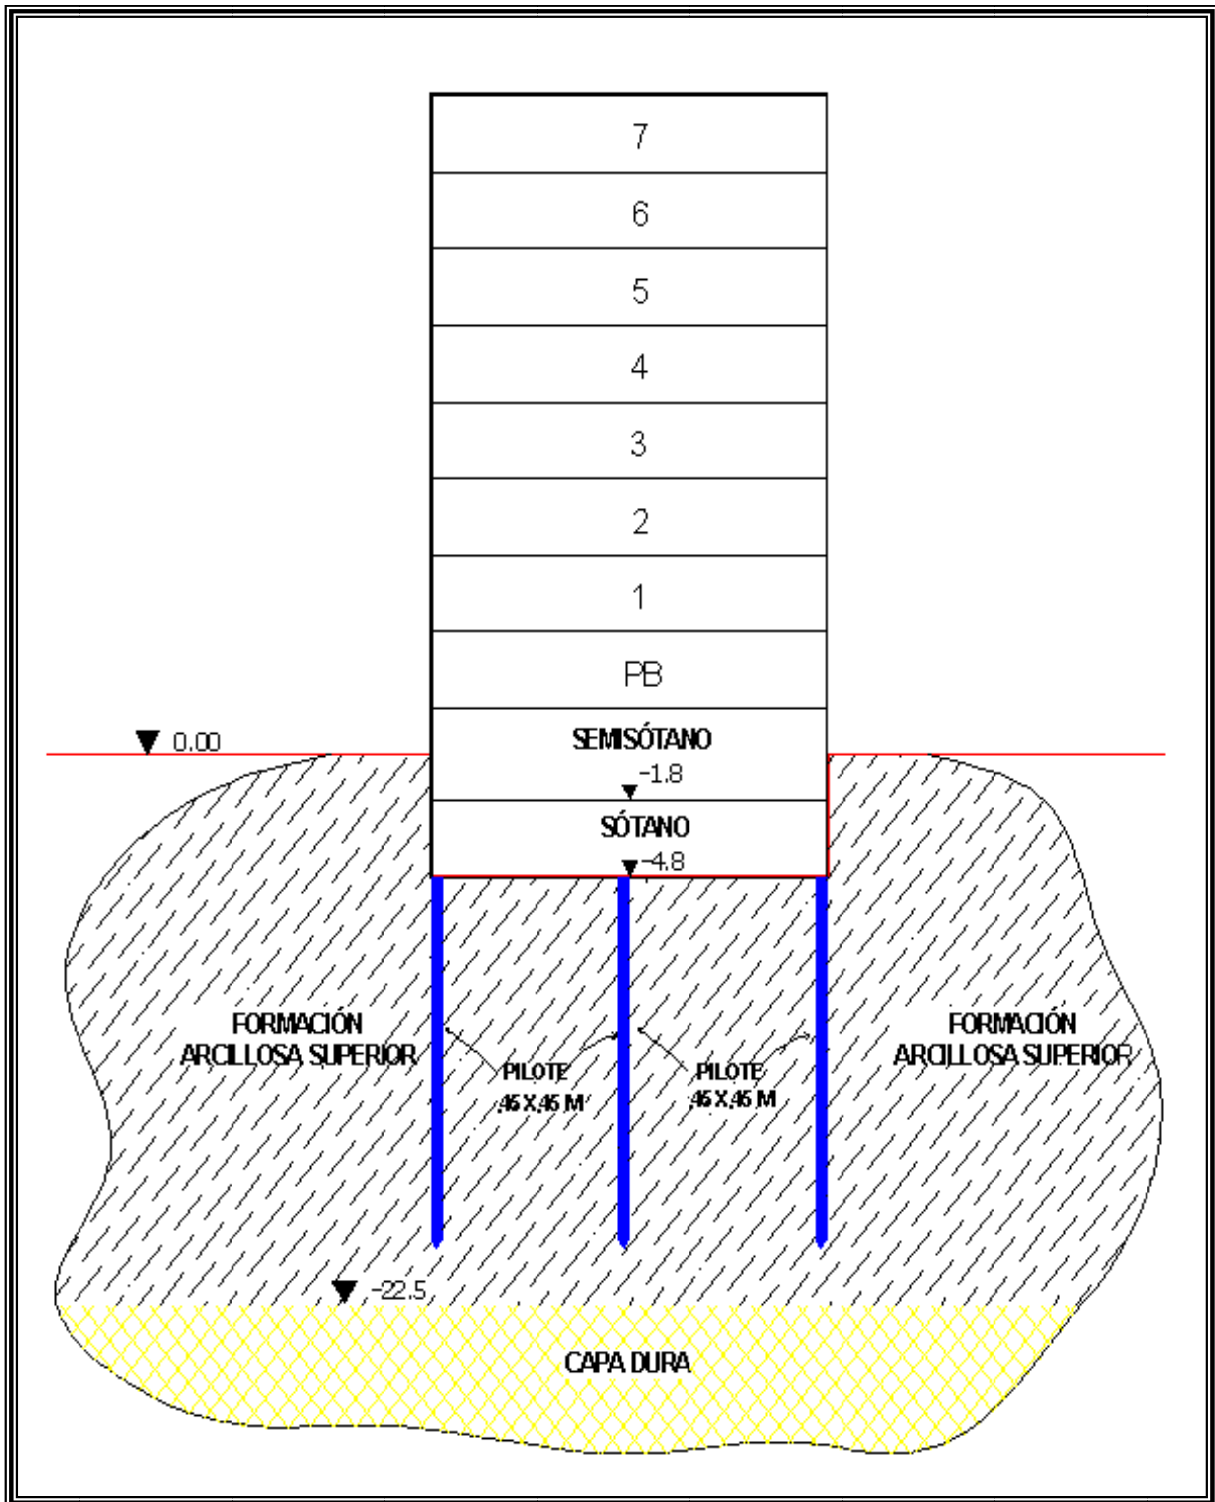 7
6
5
4
3
2
1
PB
SEMISÓTANO
0.00
-1.8
SÓTANO
-4.8
FORMACIÓN
ARCILLOSA SUPERIOR
FORMACIÓN
ARCILLOSA SUPERIOR
PILOTE
.45 X .45 M
PILOTE
.45 X .45 M
-22.5
CAPA DURA